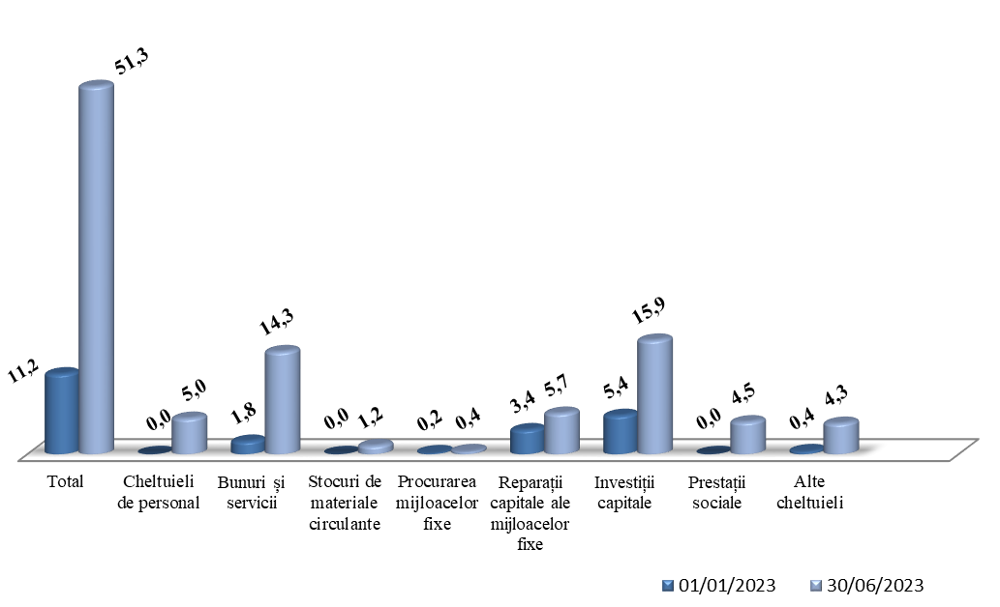 51,3
11,2
0,0
5,0
1,8
14,3
0,0
1,2
0,2
0,4
3,4
5,7
5,4
15,9
0,0
4,5
0,4
4,3
Total
Cheltuieli
de personal
Bunuri și
servicii
Stocuri de
materiale
circulante
Procurarea
mijloacelor
fixe
Reparații
capitale ale
mijloacelor
fixe
Investiții
capitale
Prestații
sociale
Alte
cheltuieli
01/01/2023
30/06/2023